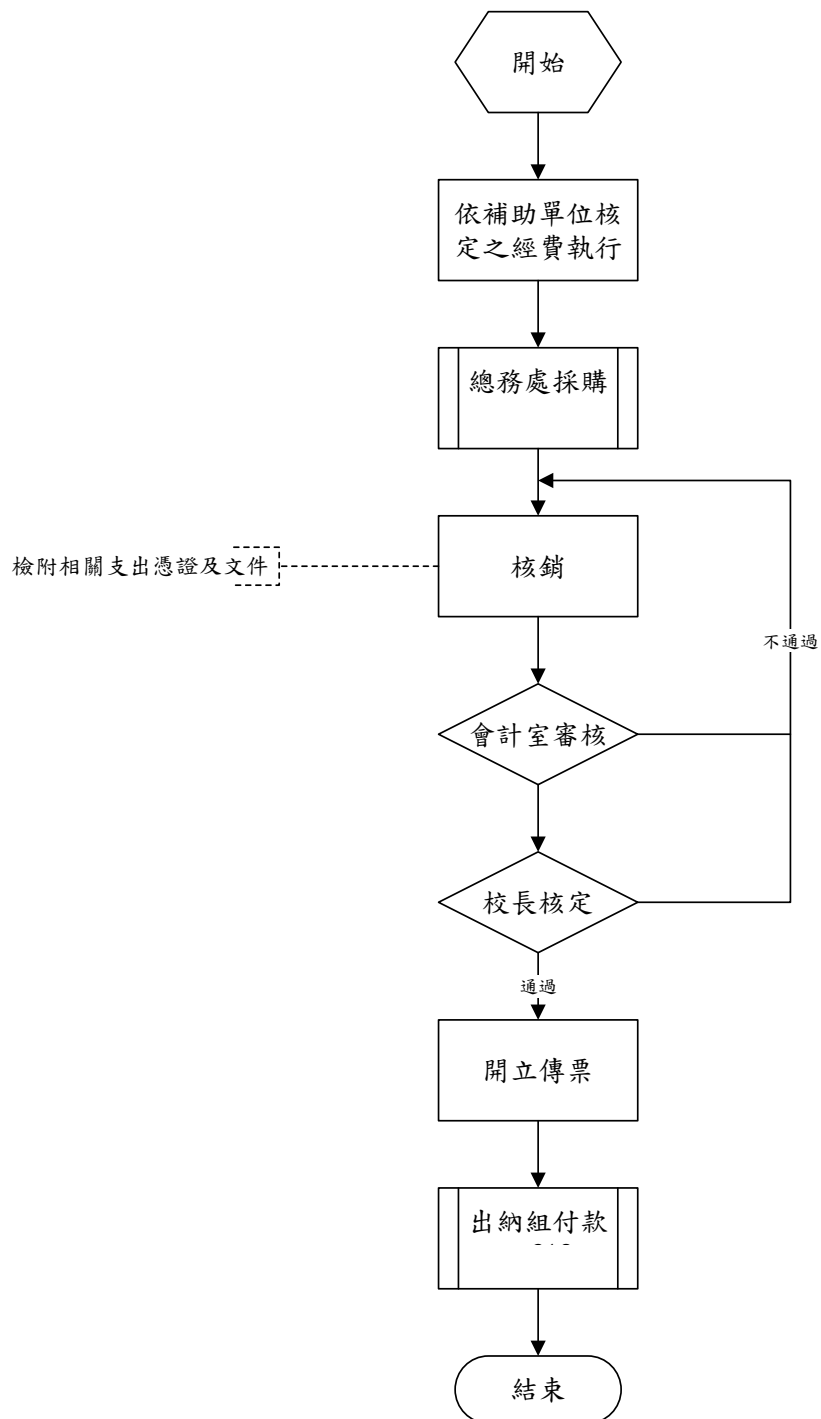 開始
依補助單位核
定之經費執行
總務處採購
核銷
檢附相關支出憑證及文件
不通過
會計室審核
校長核定
通過
開立傳票
出納組付款
結束